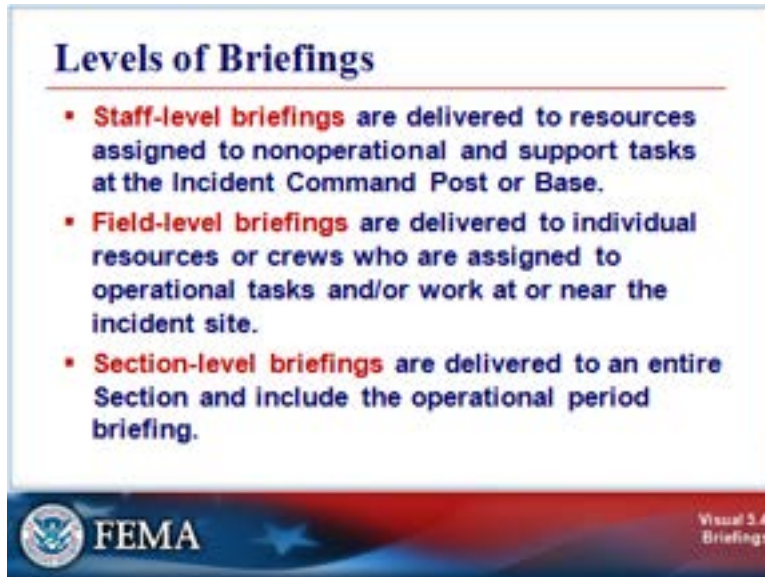 Levels of Briefings
▪ Staff-level briefings are delivered to resources
assigned to nonoperational and support tasks
at the Incident Command Post or Base.
▪ Field-level briefings are delivered to individual
resources or crews who are assigned to
operational tasks and/or work at or near the
incident site.
▪ Section-level briefings are delivered to an entire
Section and include the operational period
briefing.
FEMA
Visual
Briefings